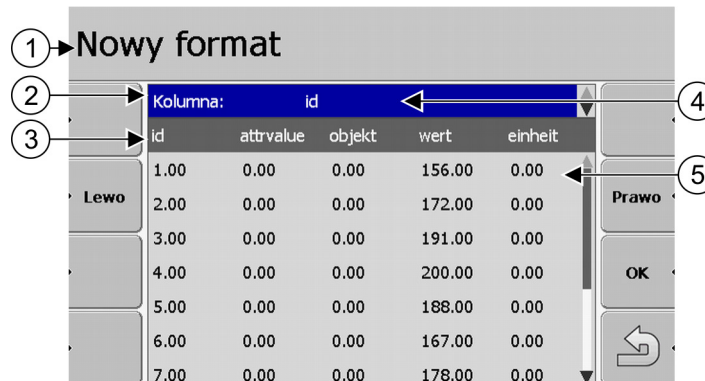 1 Nowy format
2 Kolumna: id 4
3 id attrvalue objekt wert einheit
1.00 0.00 0.00 156.00 0.00 5
Lewo 2.00 0.00 0.00 172.00 0.00 Prawo
3.00 0.00 0.00 191.00 0.00
4.00 0.00 0.00 200.00 0.00 OK
5.00 0.00 0.00 188.00 0.00
6.00 0.00 0.00 167.00 0.00
7.00 0.00 0.00 178.00 0.00